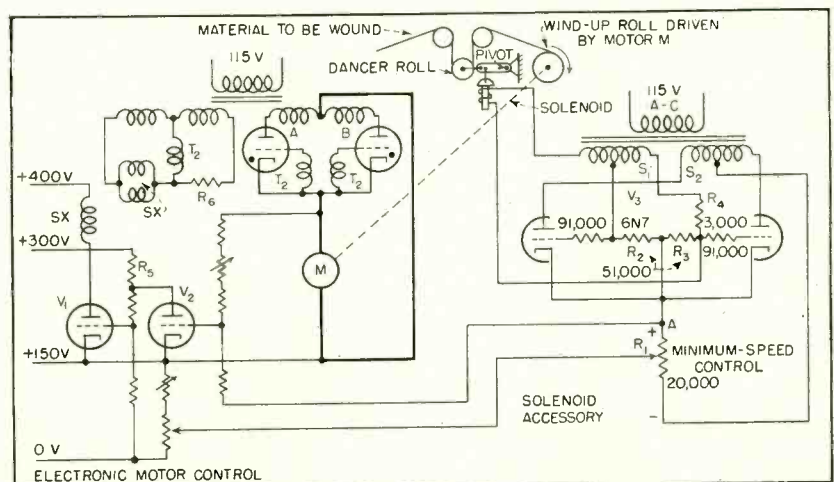 MATERIAL TO BE WOUND
WIND-UP ROLL DRIVEN
BY MOTOR M
115 V
DANCER ROLL
PIVOT
SOLENOID
115 V
A-C
A
B
T2
T2
T2
SX'
R6
S1
S2
+400V
SX
V3
R4
91,000
6N7
3,000
+300V
R5
R2
R3
91,000
51,000
M
V1
V2
A
+
R1
MINIMUM-SPEED
CONTROL
20,000
+150V
SOLENOID
ACCESSORY
-
0 V
ELECTRONIC MOTOR CONTROL